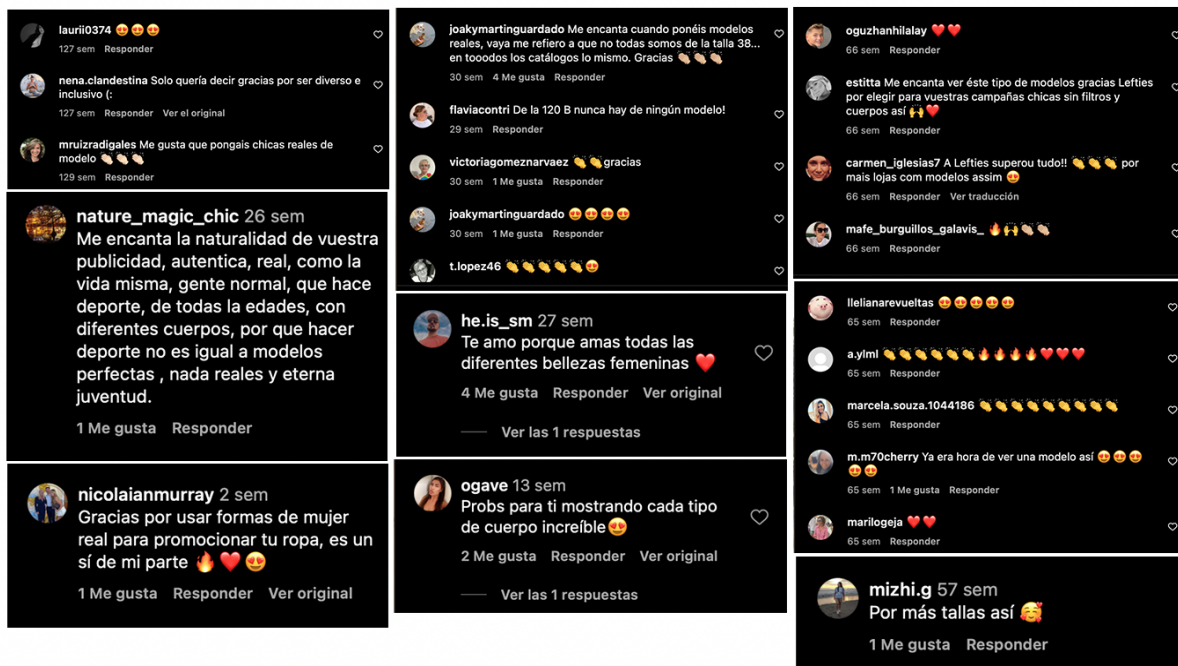 laurii0374 😍😍😍
127 sem Responder
nena.clandestina Solo quería decir gracias por ser diverso e
inclusivo (:
127 sem Responder Ver el original
mruizradigales Me gusta que pongais chicas reales de
modelo 👏🏻👏🏻👏🏻
129 sem Responder
nature_magic_chic 26 sem
Me encanta la naturalidad de vuestra
publicidad, autentica, real, como la
vida misma, gente normal, que hace
deporte, de todas la edades, con
diferentes cuerpos, por que hacer
deporte no es igual a modelos
perfectas , nada reales y eterna
juventud.
1 Me gusta Responder
nicolaianmurray 2 sem
Gracias por usar formas de mujer
real para promocionar tu ropa, es un
sí de mi parte 🔥❤️😍
1 Me gusta Responder Ver original
joakymartinguardado Me encanta cuando ponéis modelos
reales, vaya me refiero a que no todas somos de la talla 38...
en tooodos los catálogos lo mismo. Gracias 👏🏻👏🏻👏🏻
30 sem 4 Me gusta Responder
flaviacontri De la 120 B nunca hay de ningún modelo!
29 sem Responder
victoriagomeznarvaez 👏👏gracias
30 sem 1 Me gusta Responder
joakymartinguardado 😍😍😍😍
30 sem 1 Me gusta Responder
t.lopez46 👏👏👏👏👏😍
he.is_sm 27 sem
Te amo porque amas todas las
diferentes bellezas femeninas ❤️
4 Me gusta Responder Ver original
Ver las 1 respuestas
ogave 13 sem
Probs para ti mostrando cada tipo
de cuerpo increíble😍
2 Me gusta Responder Ver original
Ver las 1 respuestas
oguzhanhilalay ❤️❤️
66 sem Responder
estitta Me encanta ver éste tipo de modelos gracias Lefties
por elegir para vuestras campañas chicas sin filtros y
cuerpos así 🙌❤️
66 sem Responder
carmen_iglesias7 A Lefties superou tudo!! 👏👏👏 por
mais lojas com modelos assim 😍
66 sem Responder Ver traducción
mafe_burguillos_galavis_ 🔥🙌👏🏻👏🏻
66 sem Responder
llelianarevueltas 😍😍😍😍😍
65 sem Responder
a.ylml 👏👏👏👏👏👏🔥🔥🔥🔥❤️❤️❤️
65 sem Responder
marcela.souza.1044186 👏👏👏👏👏👏👏👏👏
65 sem Responder
m.m70cherry Ya era hora de ver una modelo así 😍😍😍
😍😍
65 sem 1 Me gusta Responder
marilogeja ❤️❤️
65 sem Responder
mizhi.g 57 sem
Por más tallas así 🥰
1 Me gusta Responder